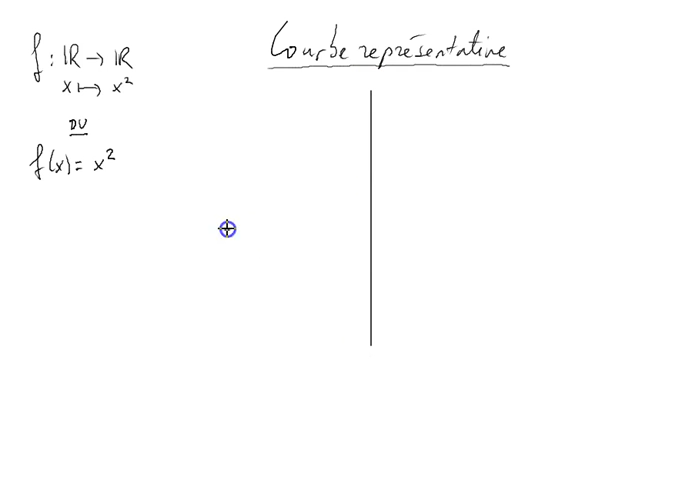 Courbe représentative
f : ℝ → ℝ
x ⟼ x²
OU
f(x) = x²